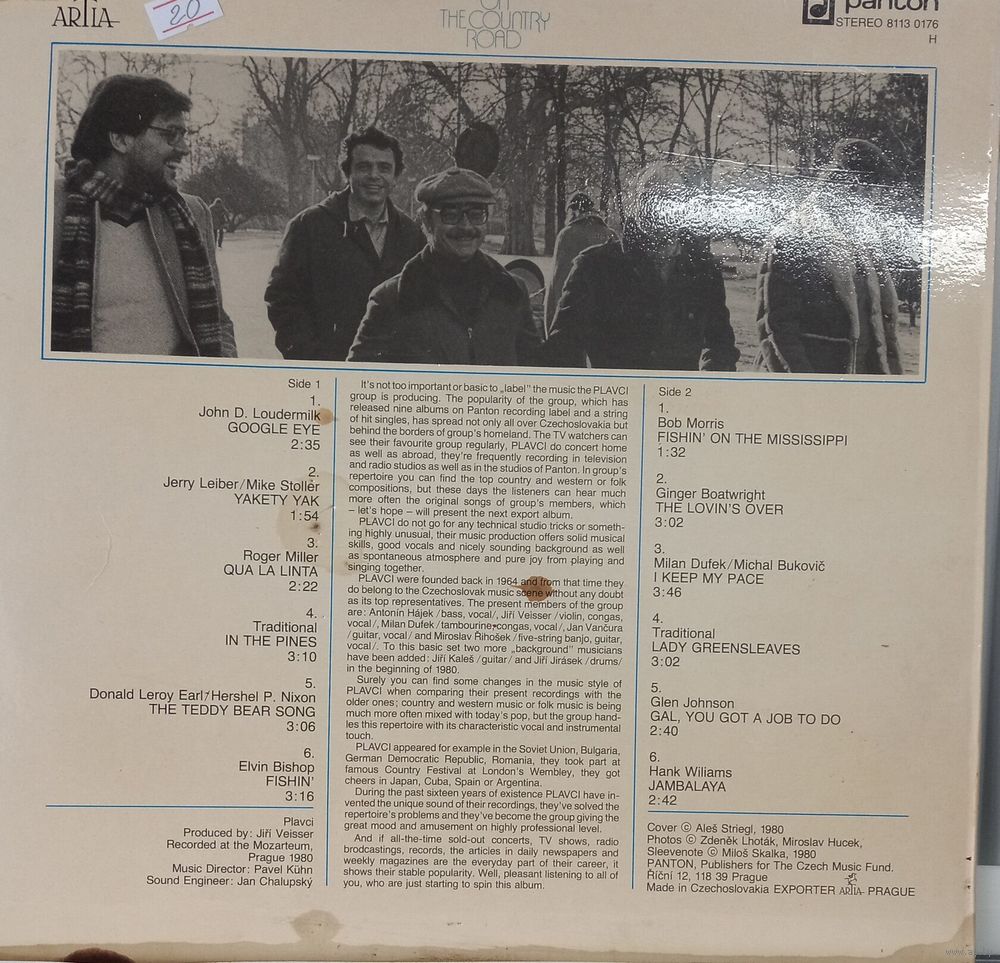 ARTIA
20
ON
THE COUNTRY
ROAD
panton
STEREO 8113 0176
H
Side 1
1.
John D. Loudermilk
GOOGLE EYE
2:35
2.
Jerry Leiber/Mike Stoller
YAKETY YAK
1:54
3.
Roger Miller
QUA LA LINTA
2:22
4.
Traditional
IN THE PINES
3:10
5.
Donald Leroy Earl/Hershel P. Nixon
THE TEDDY BEAR SONG
3:06
6.
Elvin Bishop
FISHIN'
3:16
Plavci
Produced by: Jiří Veisser
Recorded at the Mozarteum,
Prague 1980
Music Director: Pavel Kühn
Sound Engineer: Jan Chalupský
It's not too important or basic to „label" the music the PLAVCI
group is producing. The popularity of the group, which has
released nine albums on Panton recording label and a string
of hit singles, has spread not only all over Czechoslovakia but
behind the borders of group's homeland. The TV watchers can
see their favourite group regularly, PLAVCI do concert home
as well as abroad, they're frequently recording in television
and radio studios as well as in the studios of Panton. In group's
repertoire you can find the top country and western or folk
compositions, but these days the listeners can hear much
more often the original songs of group's members, which
– let's hope – will present the next export album.
PLAVCI do not go for any technical studio tricks or someth-
ing highly unusual, their music production offers solid musical
skills, good vocals and nicely sounding background as well
as spontaneous atmosphere and pure joy from playing and
singing together.
PLAVCI were founded back in 1964 and from that time they
do belong to the Czechoslovak music scene without any doubt
as its top representatives. The present members of the group
are: Antonín Hájek /bass, vocal/, Jiří Veisser /violin, congas,
vocal/, Milan Dufek /tambourine, congas, vocal/, Jan Vančura
/guitar, vocal/ and Miroslav Řihošek /five-string banjo, guitar,
vocal/. To this basic set two more „background" musicians
have been added: Jiří Kaleš /guitar/ and Jiří Jirásek /drums/
in the beginning of 1980.
Surely you can find some changes in the music style of
PLAVCI when comparing their present recordings with the
older ones; country and western music or folk music is being
much more often mixed with today's pop, but the group hand-
les this repertoire with its characteristic vocal and instrumental
touch.
PLAVCI appeared for example in the Soviet Union, Bulgaria,
German Democratic Republic, Romania, they took part at
famous Country Festival at London's Wembley, they got
cheers in Japan, Cuba, Spain or Argentina.
During the past sixteen years of existence PLAVCI have in-
vented the unique sound of their recordings, they've solved the
repertoire's problems and they've become the group giving the
great mood and amusement on highly professional level.
And if all-the-time sold-out concerts, TV shows, radio
brodcastings, records, the articles in daily newspapers and
weekly magazines are the everyday part of their career, it
shows their stable popularity. Well, pleasant listening to all of
you, who are just starting to spin this album.
Side 2
1.
Bob Morris
FISHIN' ON THE MISSISSIPPI
1:32
2.
Ginger Boatwright
THE LOVIN'S OVER
3:02
3.
Milan Dufek/Michal Bukovič
I KEEP MY PACE
3:46
4.
Traditional
LADY GREENSLEAVES
3:02
5.
Glen Johnson
GAL, YOU GOT A JOB TO DO
2:40
6.
Hank Wiliams
JAMBALAYA
2:42
Cover © Aleš Striegl, 1980
Photos © Zdeněk Lhoták, Miroslav Hucek,
Sleevenote © Miloš Skalka, 1980
PANTON, Publishers for The Czech Music Fund.
Říční 12, 118 39 Prague
Made in Czechoslovakia EXPORTER ARTIA PRAGUE